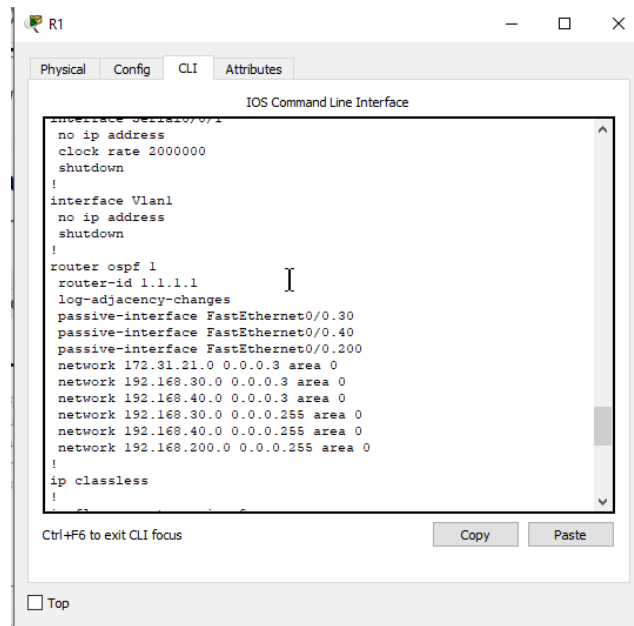 R1
Physical Config CLI Attributes
IOS Command Line Interface
interface Serial0/0/1
no ip address
clock rate 2000000
shutdown
!
interface Vlan1
no ip address
shutdown
!
router ospf 1
router-id 1.1.1.1
log-adjacency-changes
passive-interface FastEthernet0/0.30
passive-interface FastEthernet0/0.40
passive-interface FastEthernet0/0.200
network 172.31.21.0 0.0.0.3 area 0
network 192.168.30.0 0.0.0.3 area 0
network 192.168.40.0 0.0.0.3 area 0
network 192.168.30.0 0.0.0.255 area 0
network 192.168.40.0 0.0.0.255 area 0
network 192.168.200.0 0.0.0.255 area 0
!
ip classless
!
Ctrl+F6 to exit CLI focus
Copy Paste
Top